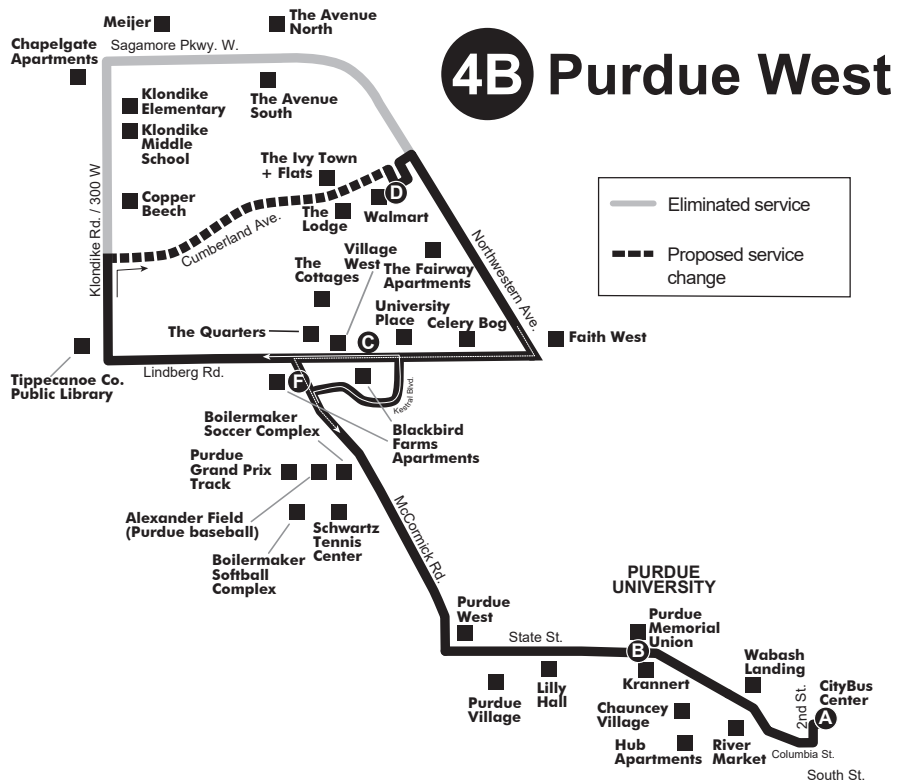 4B Purdue West
Meijer
The Avenue
North
Chapelgate
Apartments
Sagamore Pkwy. W.
Klondike
Elementary
The Avenue
South
Klondike
Middle
School
The Ivy Town
+ Flats
D
Copper
Beech
The
Lodge
Walmart
Klondike Rd. / 300 W
Cumberland Ave.
Northwestern Ave.
Eliminated service
Proposed service
change
Village
West
The
Cottages
The Fairway
Apartments
University
Place
Celery Bog
The Quarters
C
Faith West
Lindberg Rd.
Tippecanoe Co.
Public Library
F
Kestral Blvd.
Boilermaker
Soccer Complex
Blackbird
Farms
Apartments
Purdue
Grand Prix
Track
Alexander Field
(Purdue baseball)
Schwartz
Tennis
Center
Boilermaker
Softball
Complex
McCormick Rd.
PURDUE
UNIVERSITY
Purdue
West
State St.
Purdue
Memorial
Union
B
Wabash
Landing
Krannert
Lilly
Hall
Purdue
Village
CityBus
Center
A
2nd St.
Chauncey
Village
Hub
Apartments
River
Market
Columbia St.
South St.